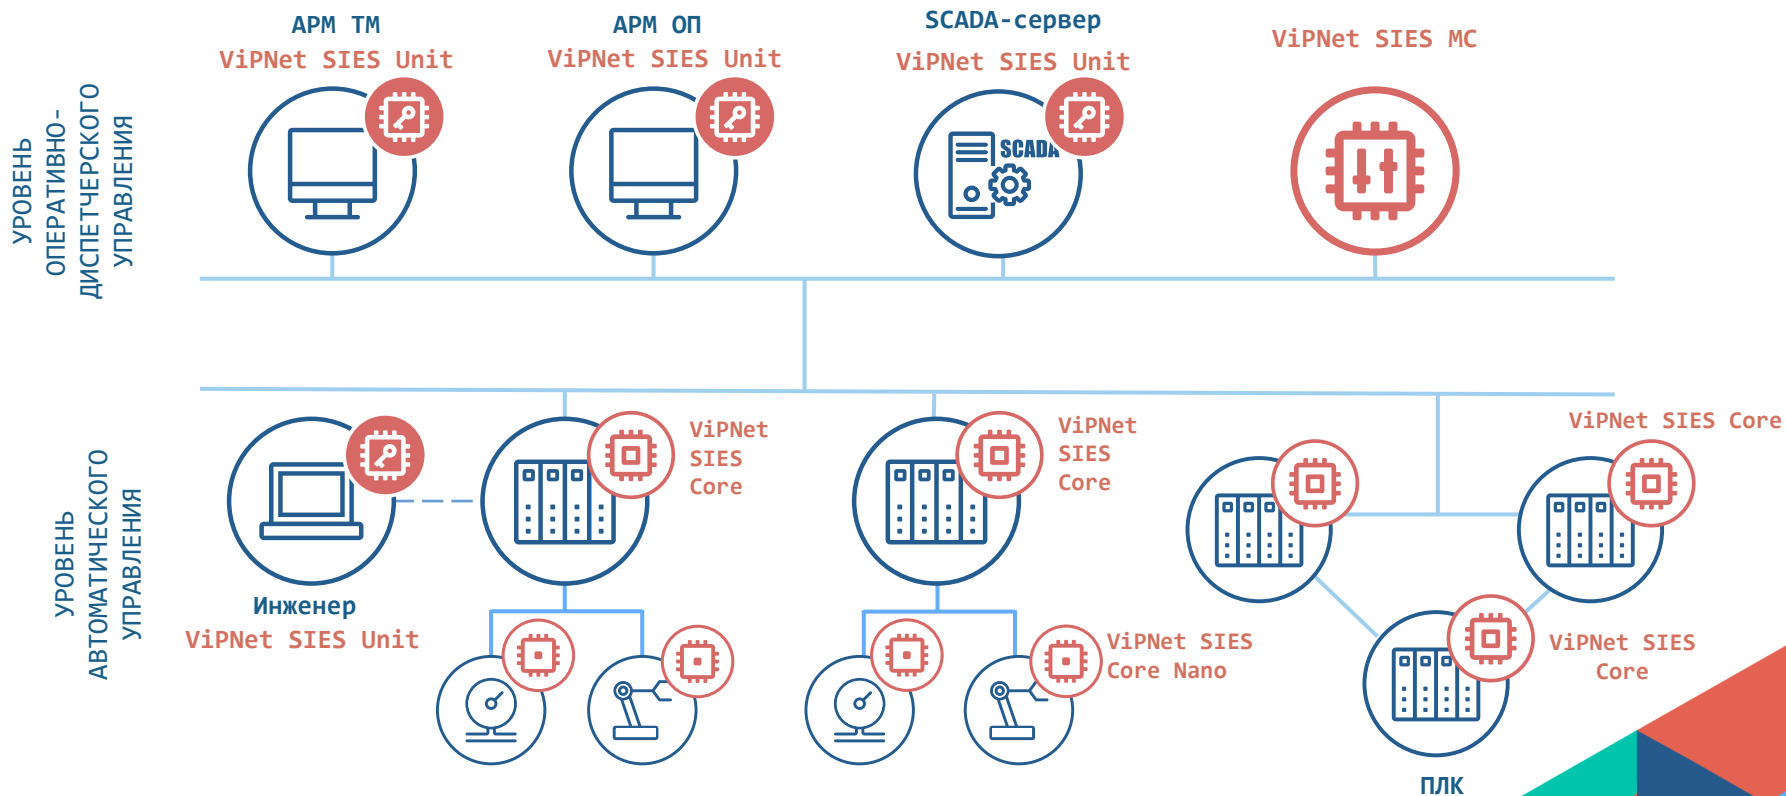 АРМ ТМ
ViPNet SIES Unit
АРМ ОП
ViPNet SIES Unit
SCADA-сервер
ViPNet SIES Unit
ViPNet SIES MC
УРОВЕНЬ
ОПЕРАТИВНО-
ДИСПЕТЧЕРСКОГО
УПРАВЛЕНИЯ
SCADA
УРОВЕНЬ
АВТОМАТИЧЕСКОГО
УПРАВЛЕНИЯ
Инженер
ViPNet SIES Unit
ViPNet
SIES
Core
ViPNet
SIES
Core
ViPNet SIES
Core Nano
ViPNet SIES Core
ViPNet SIES
Core
ПЛК